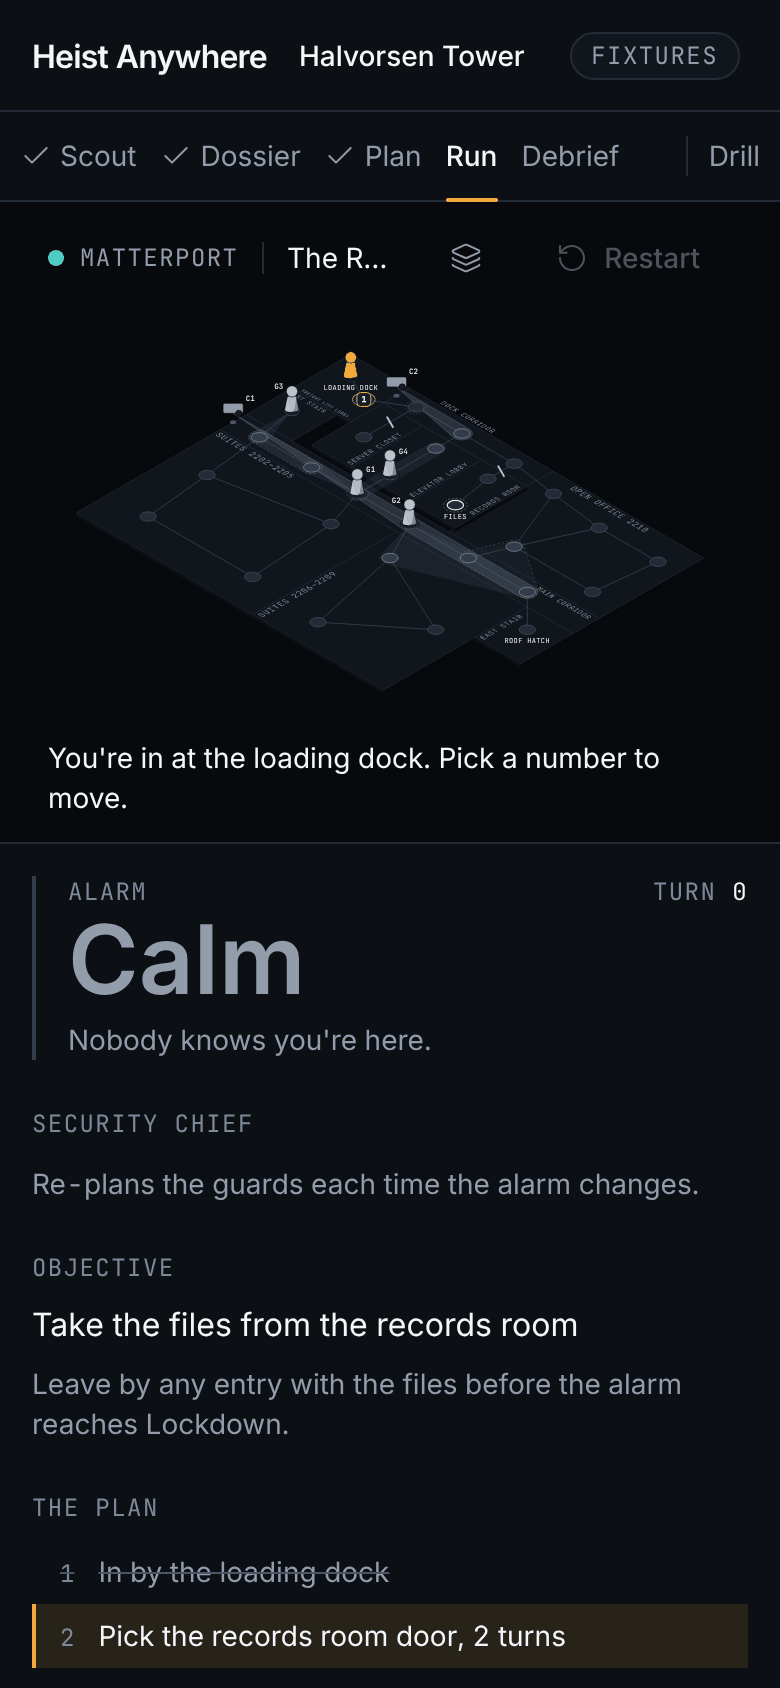 Heist Anywhere Halvorsen Tower FIXTURES
Scout Dossier Plan Run Debrief Drill
MATTERPORT The R... Restart
C2
G3
LOADING DOCK
C1
1
DOCK CORRIDOR
SUITES 2202–2205
SERVER CLOSET
G4
G1
ELEVATOR LOBBY
G2
RECORDS ROOM
OPEN OFFICE 2210
FILES
SUITES 2206–2209
MAIN CORRIDOR
EAST STAIR
ROOF HATCH
You're in at the loading dock. Pick a number to
move.
ALARM TURN 0
Calm
Nobody knows you're here.
SECURITY CHIEF
Re-plans the guards each time the alarm changes.
OBJECTIVE
Take the files from the records room
Leave by any entry with the files before the alarm
reaches Lockdown.
THE PLAN
1 In by the loading dock
2 Pick the records room door, 2 turns